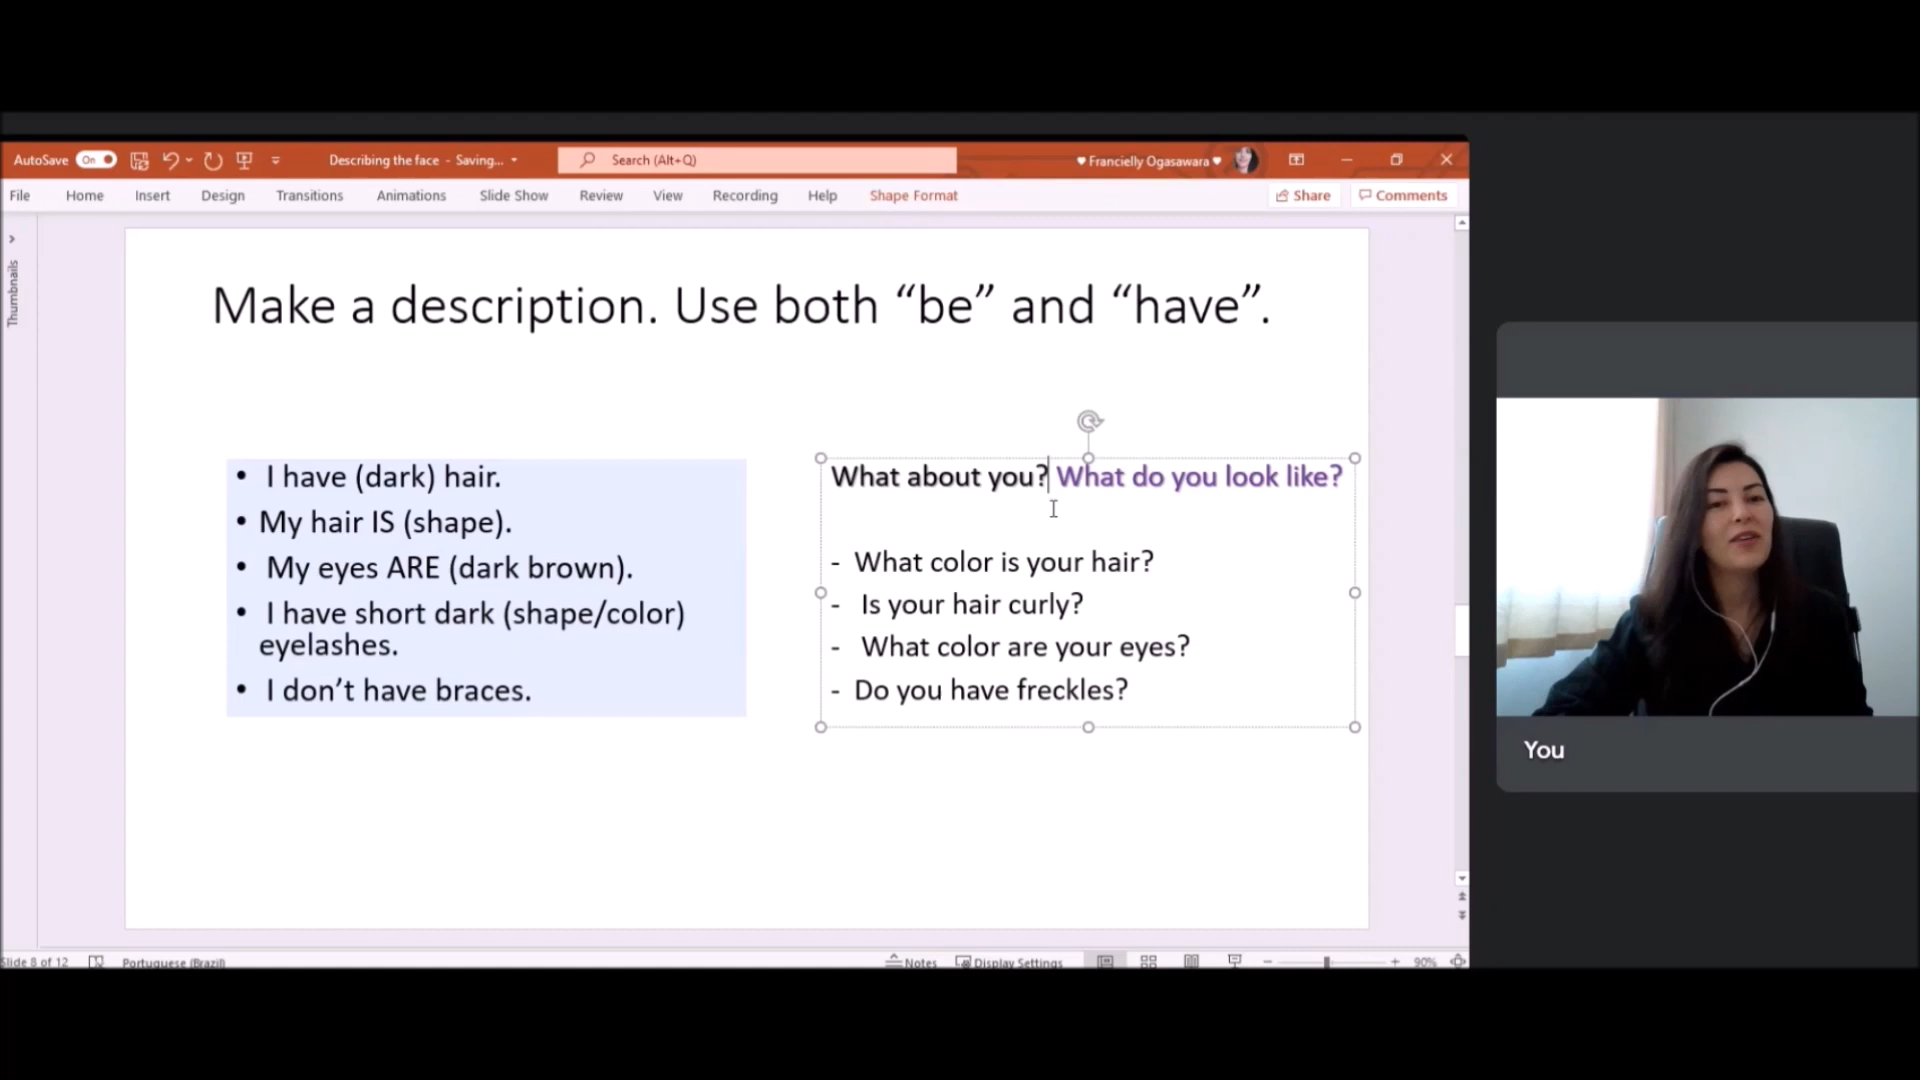 AutoSave On Describing the face - Saving... Search (Alt+Q) ♥ Francielly Ogasawara ♥
File Home Insert Design Transitions Animations Slide Show Review View Recording Help Shape Format Share Comments
Thumbnails
Make a description. Use both “be” and “have”.
• I have (dark) hair.
• My hair IS (shape).
• My eyes ARE (dark brown).
• I have short dark (shape/color)
eyelashes.
• I don’t have braces.
What about you? What do you look like?
- What color is your hair?
- Is your hair curly?
- What color are your eyes?
- Do you have freckles?
You
Slide 8 of 12 Portuguese (Brazil) Notes Display Settings 90%